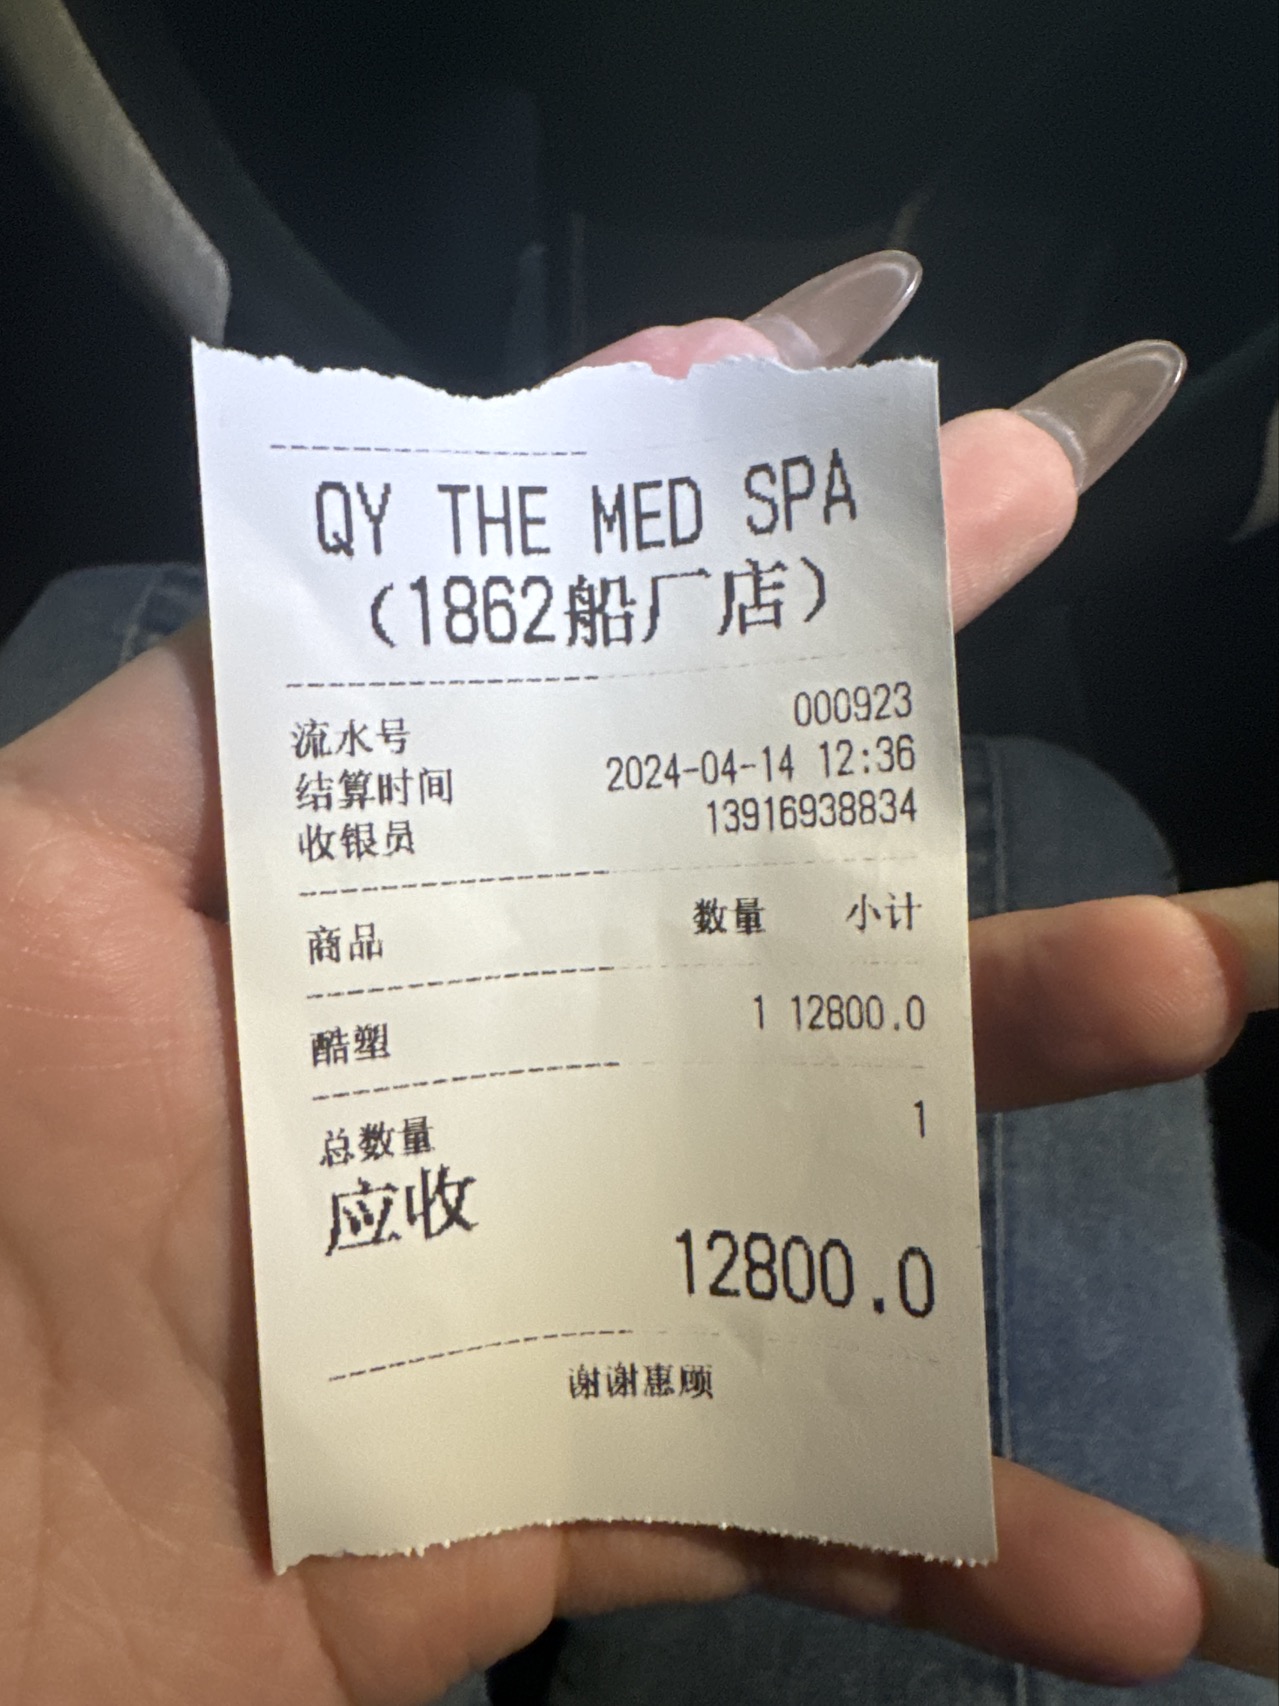 QY THE MED SPA
(1862船厂店)
流水号 000923
结算时间 2024-04-14 12:36
收银员 13916938834
商品 数量 小计
酷塑 1 12800.0
总数量 1
应收
12800.0
谢谢惠顾